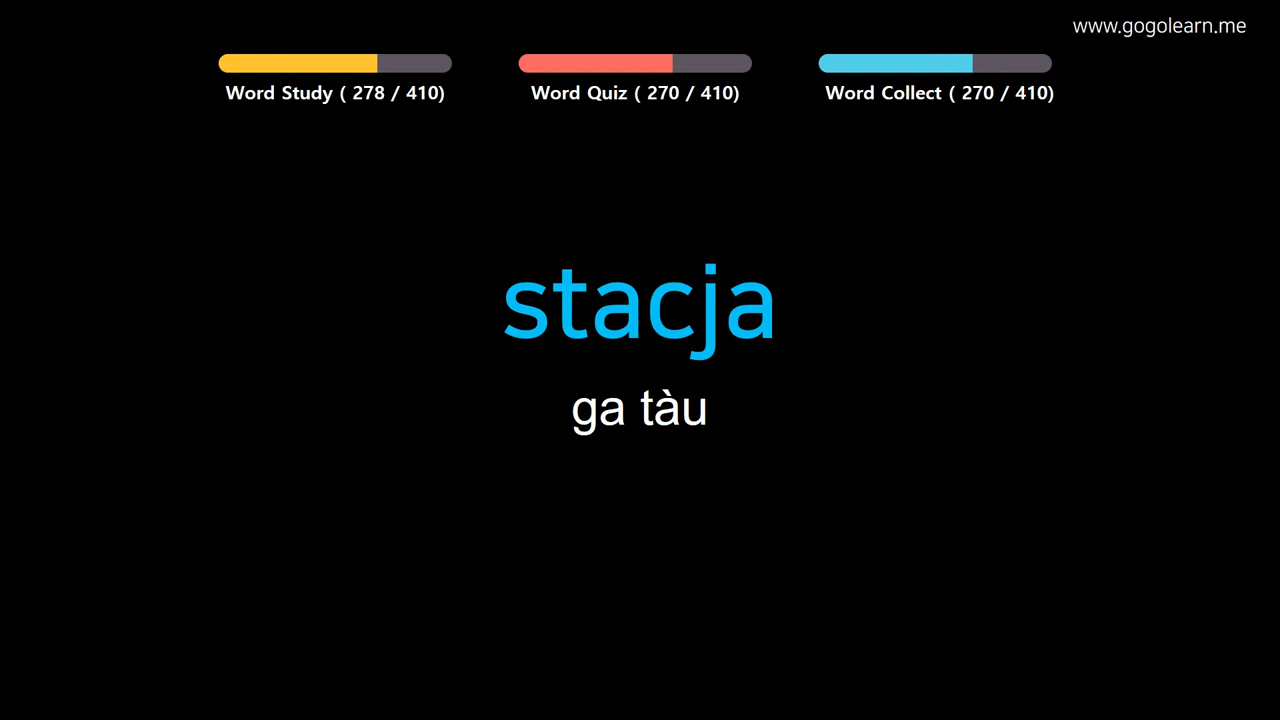 www.gogolearn.me
Word Study ( 278 / 410)
Word Quiz ( 270 / 410)
Word Collect ( 270 / 410)
stacja
ga tàu